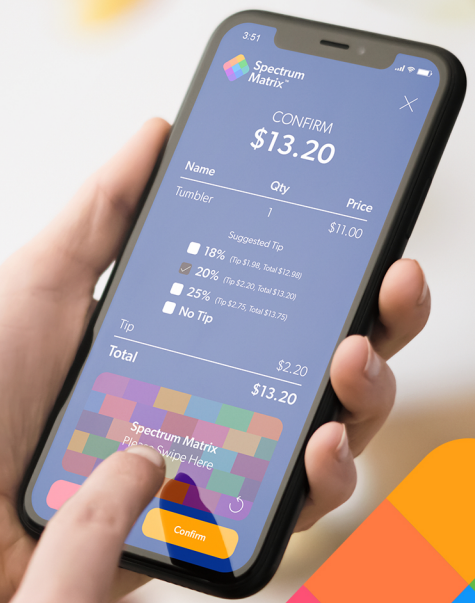 3:51
Spectrum
Matrix™
CONFIRM
$13.20
Name Qty Price
Tumbler 1 $11.00
Suggested Tip
18% (Tip $1.98, Total $12.98)
20% (Tip $2.20, Total $13.20)
25% (Tip $2.75, Total $13.75)
No Tip
Tip $2.20
Total $13.20
Spectrum Matrix
Please Swipe Here
Confirm